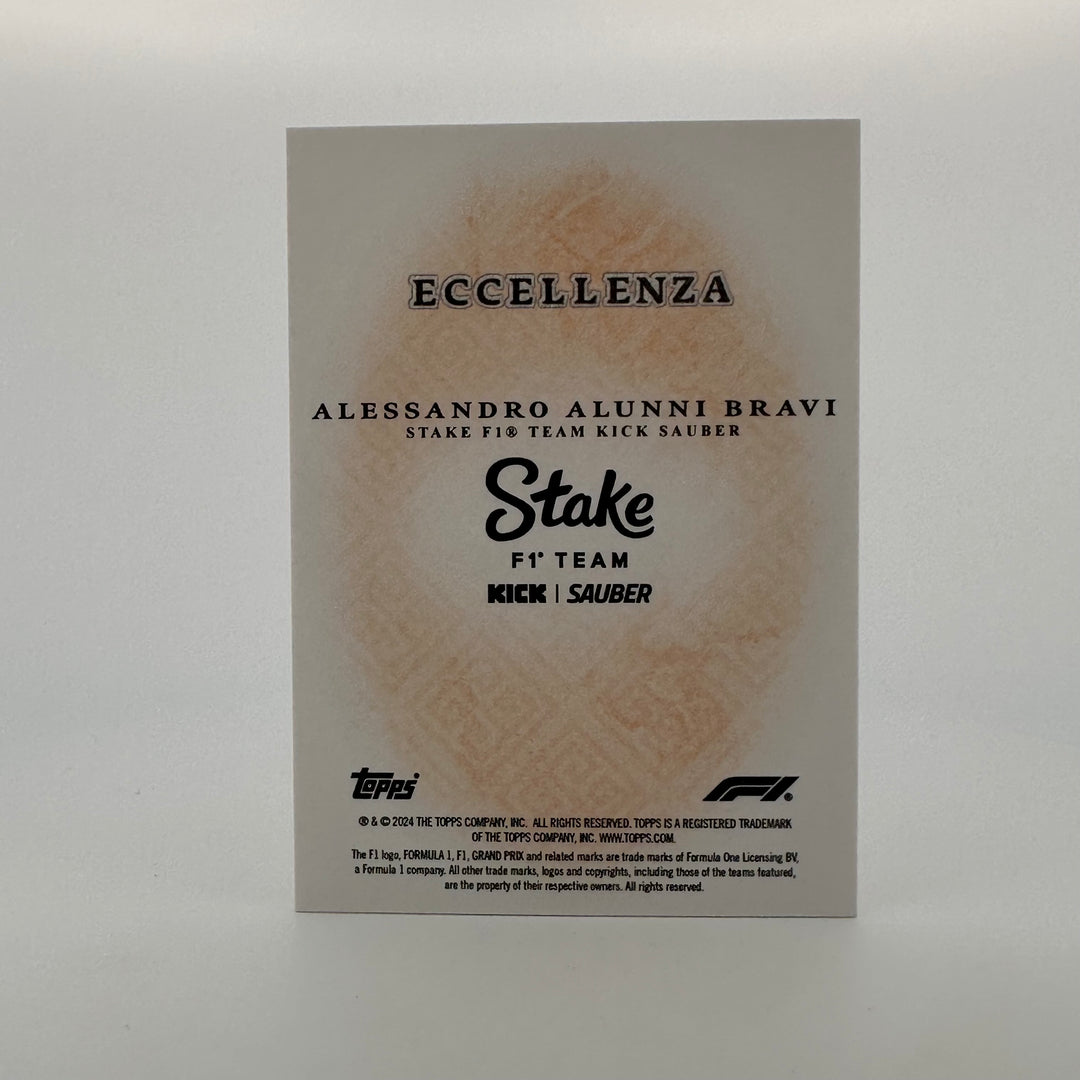 ECCELLENZA
ALESSANDRO ALUNNI BRAVI
STAKE F1® TEAM KICK SAUBER
Stake
F1® TEAM
KICK | SAUBER
Topps®
F1®
® & © 2024 THE TOPPS COMPANY, INC. ALL RIGHTS RESERVED. TOPPS IS A REGISTERED TRADEMARK
OF THE TOPPS COMPANY, INC. WWW.TOPPS.COM.
The F1 logo, FORMULA 1, F1, GRAND PRIX and related marks are trade marks of Formula One Licensing BV,
a Formula 1 company. All other trade marks, logos and copyrights, including those of the teams featured,
are the property of their respective owners. All rights reserved.